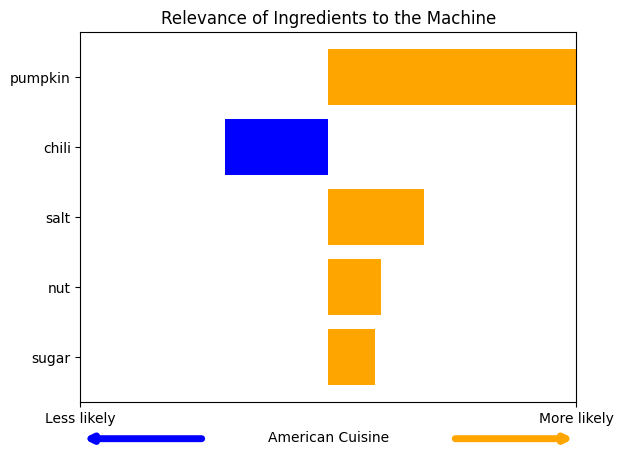 Relevance of Ingredients to the Machine
pumpkin
chili
salt
nut
sugar
Less likely
More likely
American Cuisine